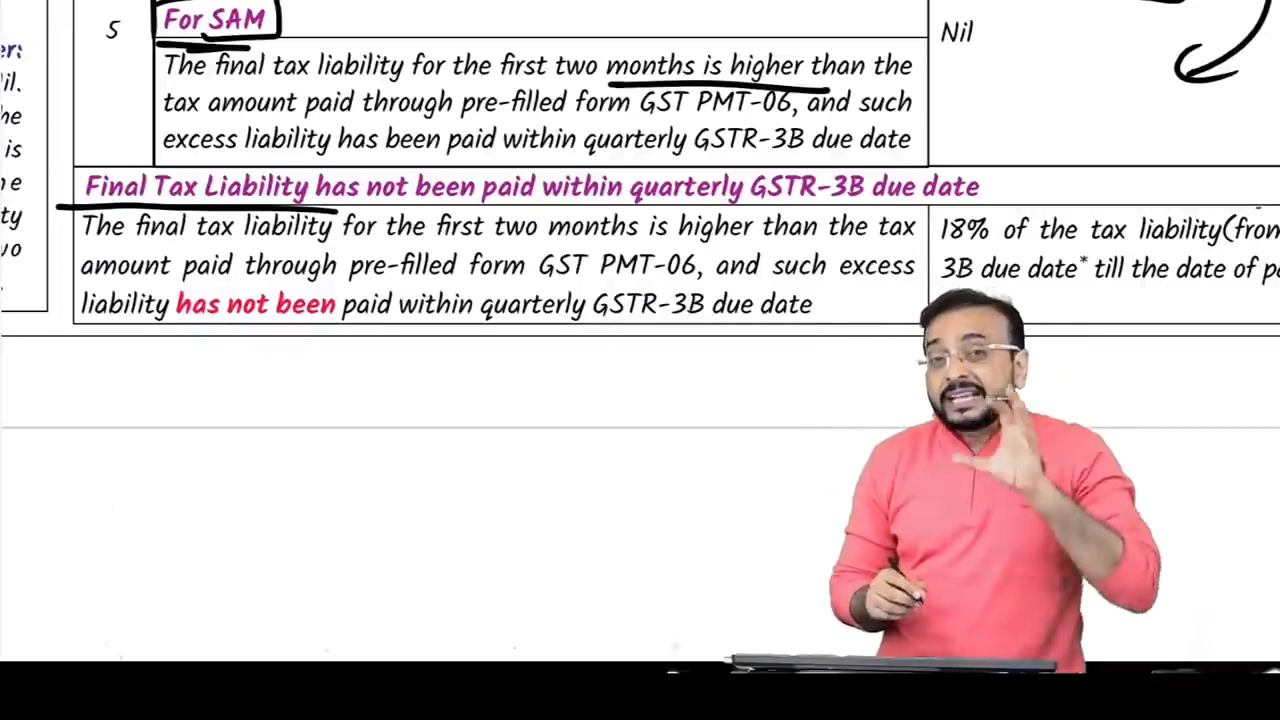 For SAM
5
Nil
The final tax liability for the first two months is higher than the
tax amount paid through pre-filled form GST PMT-06, and such
excess liability has been paid within quarterly GSTR-3B due date
Final Tax Liability has not been paid within quarterly GSTR-3B due date
The final tax liability for the first two months is higher than the tax
amount paid through pre-filled form GST PMT-06, and such excess
liability has not been paid within quarterly GSTR-3B due date
18% of the tax liability(from
3B due date* till the date of
is